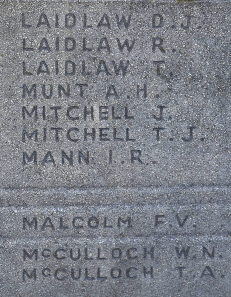 LAIDLAW D.J.
LAIDLAW R.
LAIDLAW T.
MUNT A.H.
MITCHELL J.
MITCHELL T.J.
MANN I.R.
MALCOLM F.V.
McCULLOCH W.N.
McCULLOCH T.A.